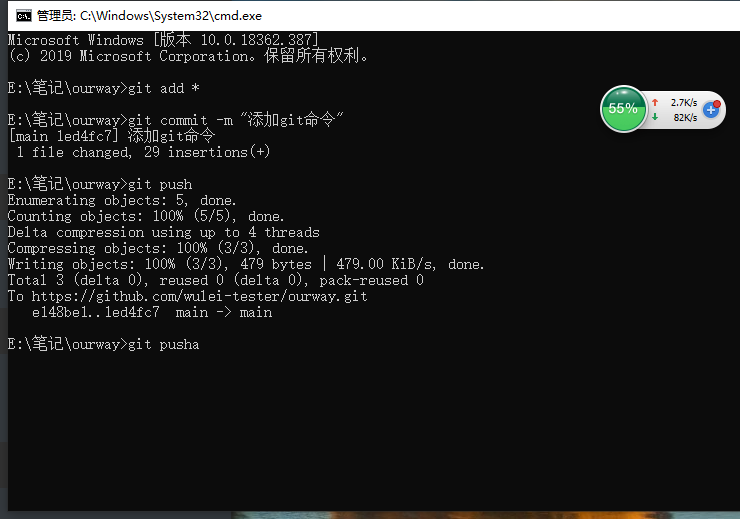 管理员: C:\Windows\System32\cmd.exe
Microsoft Windows [版本 10.0.18362.387]
(c) 2019 Microsoft Corporation。保留所有权利。
E:\笔记\ourway>git add *
E:\笔记\ourway>git commit -m "添加git命令"
[main 1ed4fc7] 添加git命令
 1 file changed, 29 insertions(+)
E:\笔记\ourway>git push
Enumerating objects: 5, done.
Counting objects: 100% (5/5), done.
Delta compression using up to 4 threads
Compressing objects: 100% (3/3), done.
Writing objects: 100% (3/3), 479 bytes | 479.00 KiB/s, done.
Total 3 (delta 0), reused 0 (delta 0), pack-reused 0
To https://github.com/wulei-tester/ourway.git
   e148be1..1ed4fc7  main -> main
E:\笔记\ourway>git pusha
55%
2.7K/s
82K/s